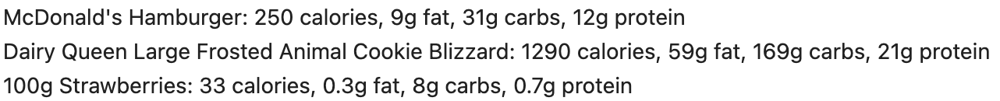 McDonald's Hamburger: 250 calories, 9g fat, 31g carbs, 12g protein
Dairy Queen Large Frosted Animal Cookie Blizzard: 1290 calories, 59g fat, 169g carbs, 21g protein
100g Strawberries: 33 calories, 0.3g fat, 8g carbs, 0.7g protein